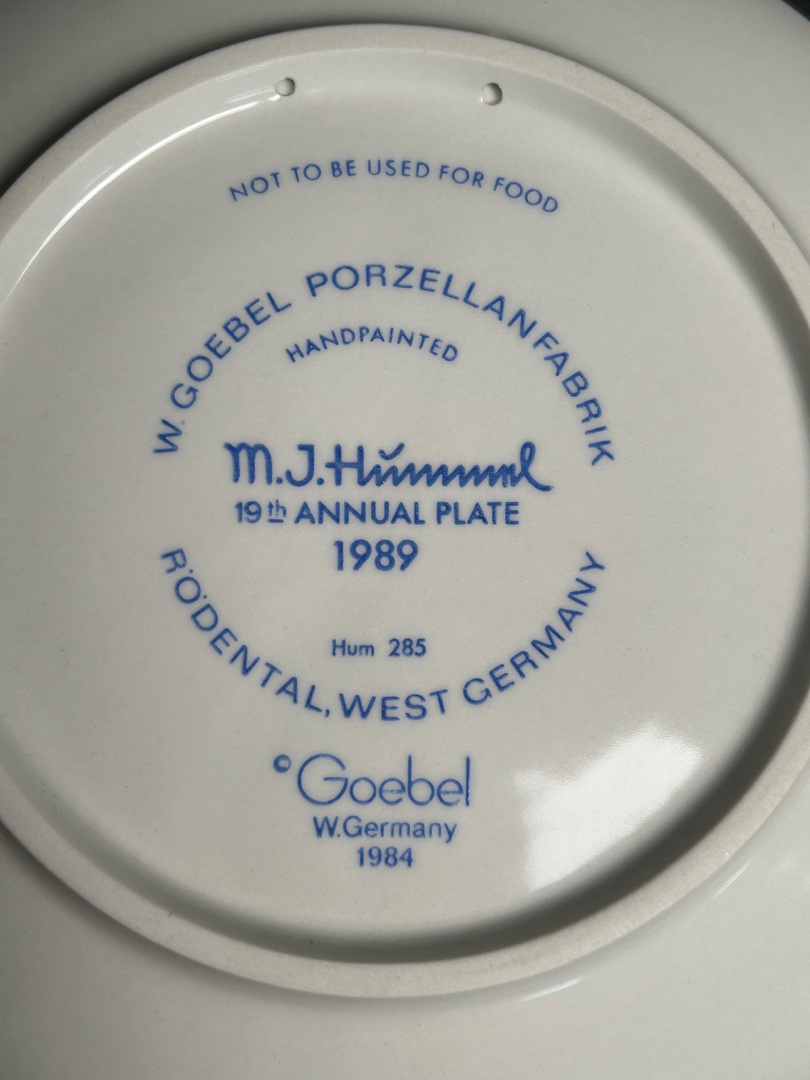 NOT TO BE USED FOR FOOD
W. GOEBEL PORZELLANFABRIK
HANDPAINTED
M.J.Hummel
19th ANNUAL PLATE
1989
Hum 285
RÖDENTAL, WEST GERMANY
© Goebel
W.Germany
1984